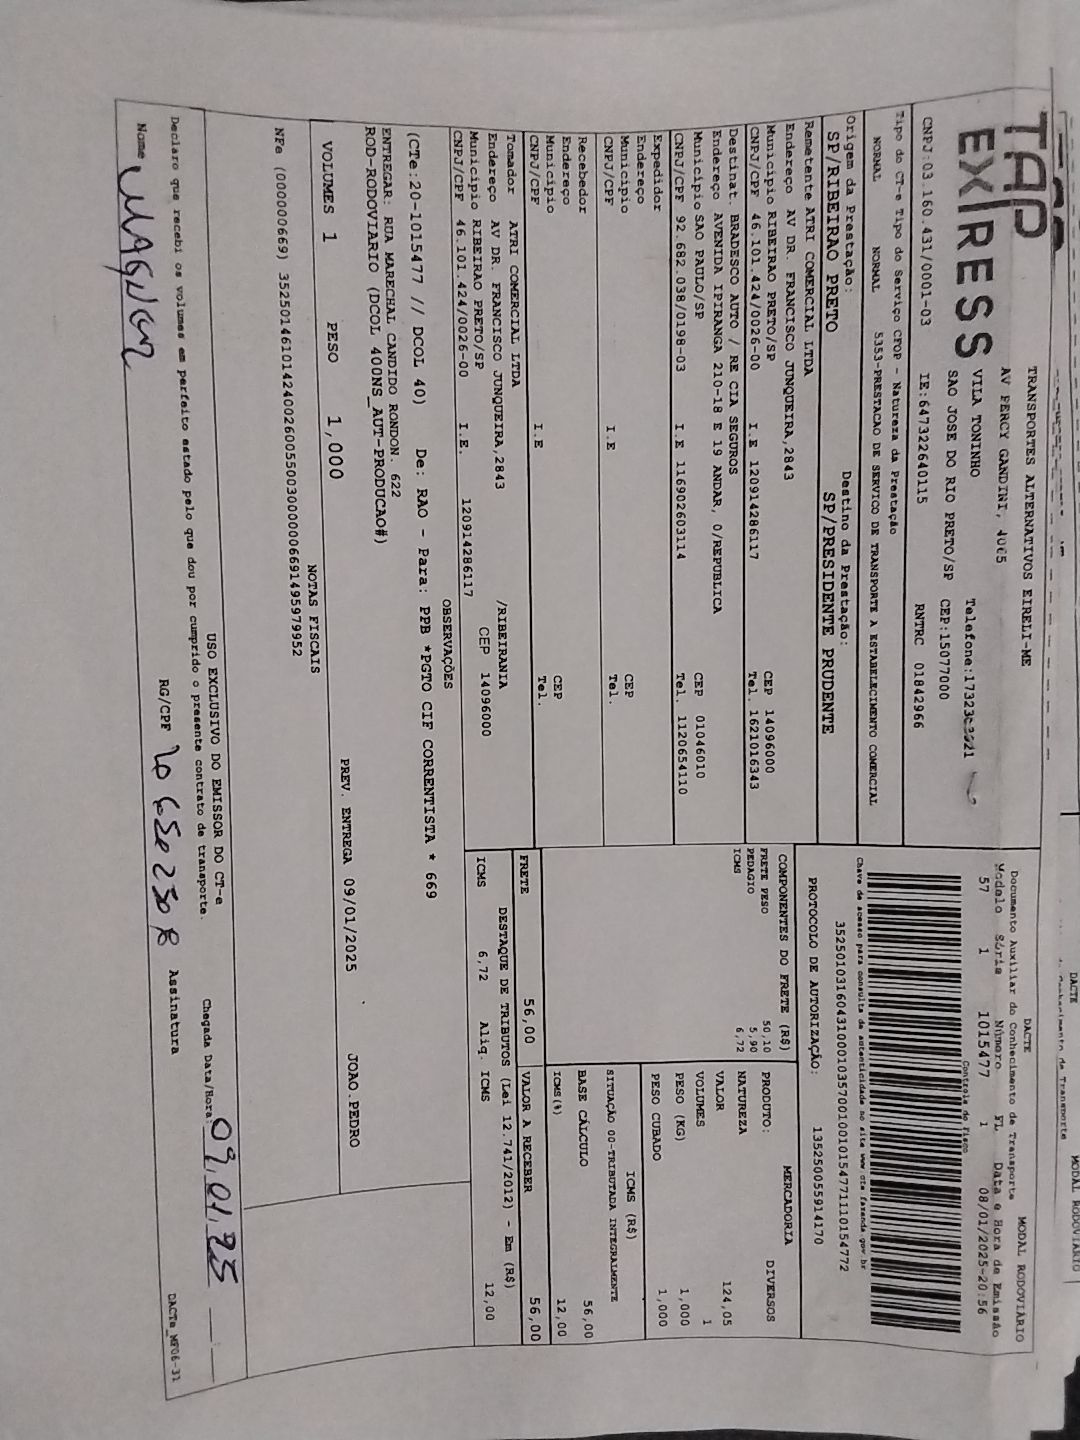 TAP
EXPRESS
TRANSPORTES ALTERNATIVOS EIRELI-ME
AV PERCY GANDINI, 4065
VILA TONINHO
SAO JOSE DO RIO PRETO/SP CEP:15077000
CNPJ:03.160.431/0001-03 IE:647322640115 RNTRC 01842966
Tipo do CT-e Tipo do Serviço CFOP - Natureza da Prestação
NORMAL NORMAL 5353-PRESTACAO DE SERVICO DE TRANSPORTE A ESTABELECIMENTO COMERCIAL
Origem da Prestação: Destino da Prestação:
SP/RIBEIRAO PRETO SP/PRESIDENTE PRUDENTE
Remetente ATRI COMERCIAL LTDA
Endereço AV DR. FRANCISCO JUNQUEIRA,2843
Municipio RIBEIRAO PRETO/SP CEP 14096000
CNPJ/CPF 46.101.424/0026-00 I.E 120914286117 Tel. 1621016343
Destinat. BRADESCO AUTO / RE CIA SEGUROS
Endereço AVENIDA IPIRANGA 210-18 E 19 ANDAR, 0/REPUBLICA
Municipio SAO PAULO/SP CEP 01046010
CNPJ/CPF 92.682.038/0198-03 I.E 116902603114 Tel. 1120654110
Expedidor
Endereço
Municipio CEP
CNPJ/CPF I.E Tel.
Recebedor
Endereço
Municipio CEP
CNPJ/CPF I.E Tel.
Tomador ATRI COMERCIAL LTDA
Endereço AV DR. FRANCISCO JUNQUEIRA,2843 /RIBEIRANIA
Municipio RIBEIRAO PRETO/SP CEP 14096000
CNPJ/CPF 46.101.424/0026-00 I.E. 120914286117
DACTE MODAL RODOVIÁRIO
Documento Auxiliar do Conhecimento de Transporte
Modelo Série Número FL Data e Hora de Emissão
57 1 1015477 1 08/01/2025-20:56
Controle do Fisco
Chave de acesso para consulta de autenticidade no site www.cte.fazenda.gov.br
35250103160431000103570010010154771110154772
PROTOCOLO DE AUTORIZAÇÃO: 135250055914170
COMPONENTES DO FRETE (R$)
FRETE PESO 50,10
PEDAGIO 5,90
ICMS 6,72
MERCADORIA
PRODUTO: DIVERSOS
NATUREZA
VALOR 124,05
VOLUMES 1
PESO (KG) 1,000
PESO CUBADO 1,000
ICMS (R$)
SITUAÇÃO 00-TRIBUTADA INTEGRALMENTE
BASE CÁLCULO 56,00
ICMS(%) 12,00
FRETE 56,00 VALOR A RECEBER 56,00
DESTAQUE DE TRIBUTOS (Lei 12.741/2012) - Em (R$)
ICMS 6,72 Aliq. ICMS 12,00
OBSERVAÇÕES
(CTe:20-1015477 // DCOL 40) De: RAO - Para: PPB *PGTO CIF CORRENTISTA * 669
ENTREGAR: RUA MARECHAL CANDIDO RONDON. 622
ROD-RODOVIARIO (DCOL 400NS_AUT-PRODUCAO#)
VOLUMES 1 PESO 1,000 PREV. ENTREGA 09/01/2025 JOAO.PEDRO
NOTAS FISCAIS
NFe (000000669) 35250146101424002600550030000006691495979952
USO EXCLUSIVO DO EMISSOR DO CT-e
Declaro que recebi os volumes em perfeito estado pelo que dou por cumprido o presente contrato de transporte. Chegada Data/Hora: 09,01,25
Nome RG/CPF Assinatura
DACTe_MF06-31